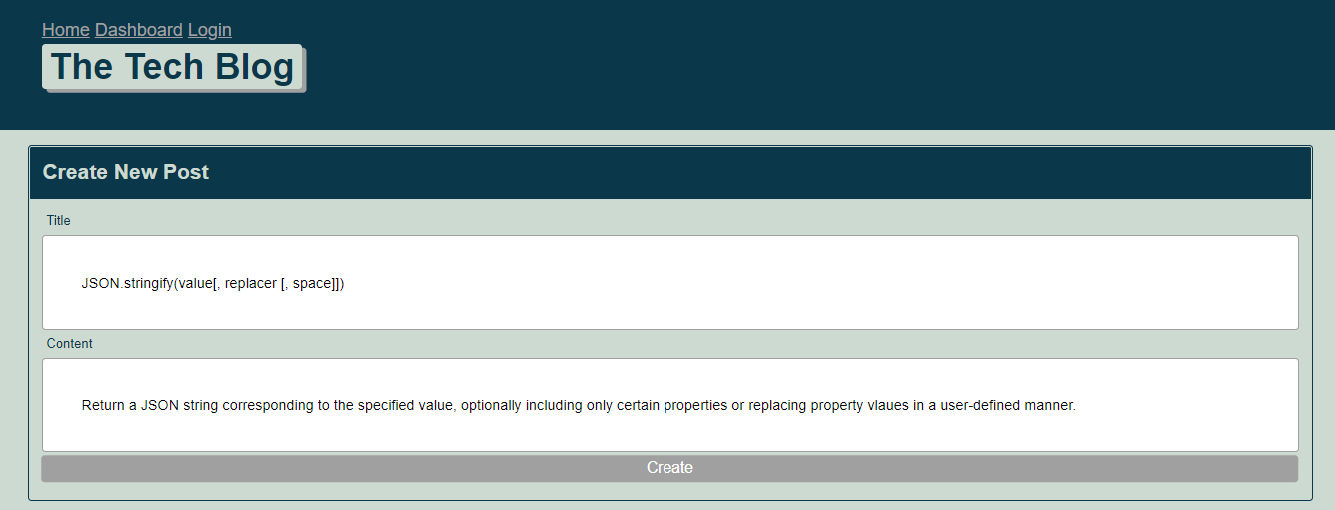 Home Dashboard Login
The Tech Blog
Create New Post
Title
JSON.stringify(value[, replacer [, space]])
Content
Return a JSON string corresponding to the specified value, optionally including only certain properties or replacing property vlaues in a user-defined manner.
Create